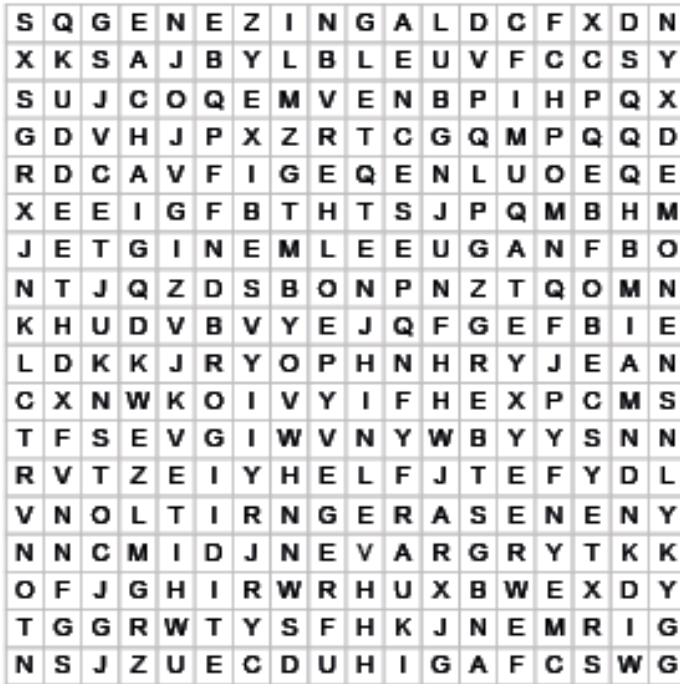 S Q G E N E Z I N G A L D C F X D N
X K S A J B Y L B L E U V F C C S Y
S U J C O Q E M V E N B P I H P Q X
G D V H J P X Z R T C G Q M P Q Q D
R D C A V F I G E Q E N L U O E Q E
X E E I G F B T H T S J P Q M B H M
J E T G I N E M L E E U G A N F B O
N T J Q Z D S B O N P N Z T Q O M N
K H U D V B V Y E J Q F G E F B I E
L D K K J R Y O P H N H R Y J E A N
C X N W K O I V Y I F H E X P C M S
T F S E V G I W V N Y W B Y Y S N N
R V T Z E I Y H E L F J T E F Y D L
V N O L T I R N G E R A S E N E N Y
N N C M I D J N E V A R G R Y T K K
O F J G H I R W R H U X B W E X D Y
T G G R W T Y S F H K J N E M R I G
N S J Z U E C D U H I G A F C S W G